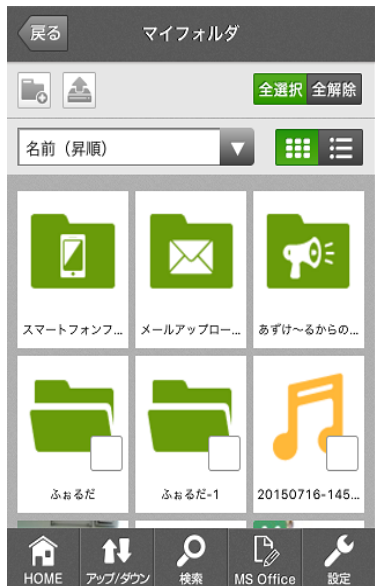 戻る
マイフォルダ
全選択 全解除
名前（昇順）
スマートフォンフ...
メールアップロー...
あずけ〜るからの...
ふぉるだ
ふぉるだ-1
20150716-145...
HOME
アップ/ダウン
検索
MS Office
設定